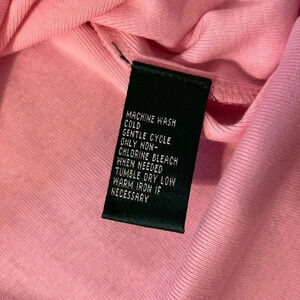 MACHINE WASH
COLD
GENTLE CYCLE
ONLY NON-
CHLORINE BLEACH
WHEN NEEDED
TUMBLE DRY LOW
WARM IRON IF
NECESSARY